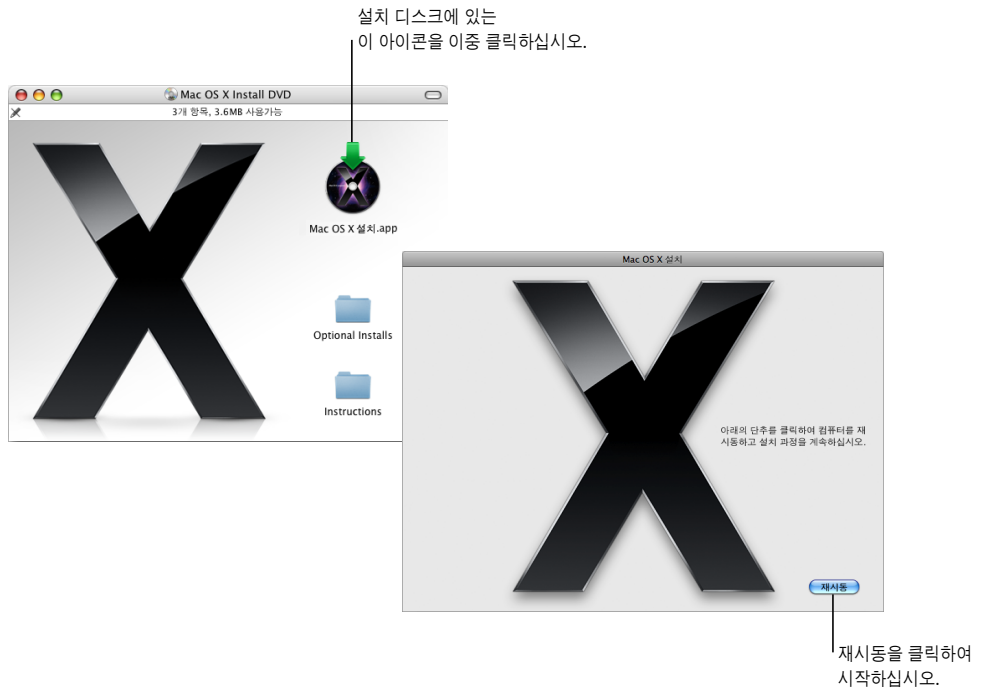 설치 디스크에 있는
이 아이콘을 이중 클릭하십시오.
Mac OS X Install DVD
3개 항목, 3.6MB 사용가능
Mac OS X 설치.app
Optional Installs
Instructions
Mac OS X 설치
아래의 단추를 클릭하여 컴퓨터를 재
시동하고 설치 과정을 계속하십시오.
재시동
재시동을 클릭하여
시작하십시오.